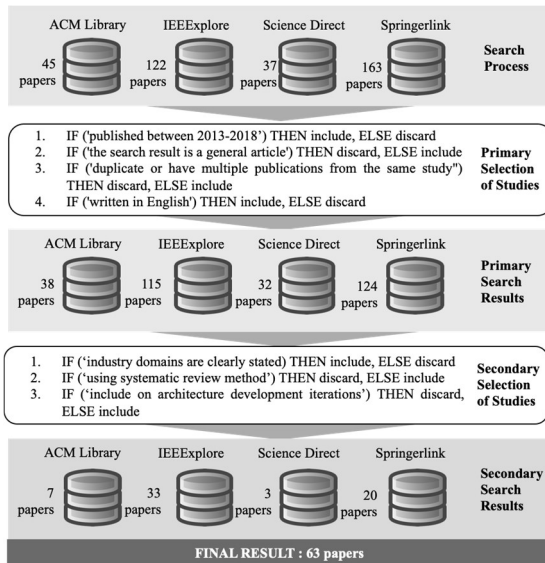 ACM Library IEEExplore Science Direct Springerlink
45 papers 122 papers 37 papers 163 papers
Search Process
1. IF ('published between 2013-2018') THEN include, ELSE discard
2. IF ('the search result is a general article') THEN discard, ELSE include
3. IF ('duplicate or have multiple publications from the same study")
THEN discard, ELSE include
4. IF ('written in English') THEN include, ELSE discard
Primary
Selection of
Studies
ACM Library IEEExplore Science Direct Springerlink
38 papers 115 papers 32 papers 124 papers
Primary
Search
Results
1. IF ('industry domains are clearly stated) THEN include, ELSE discard
2. IF ('using systematic review method') THEN discard, ELSE include
3. IF ('include on architecture development iterations') THEN discard,
ELSE include
Secondary
Selection
of Studies
ACM Library IEEExplore Science Direct Springerlink
7 papers 33 papers 3 papers 20 papers
Secondary
Search
Results
FINAL RESULT : 63 papers